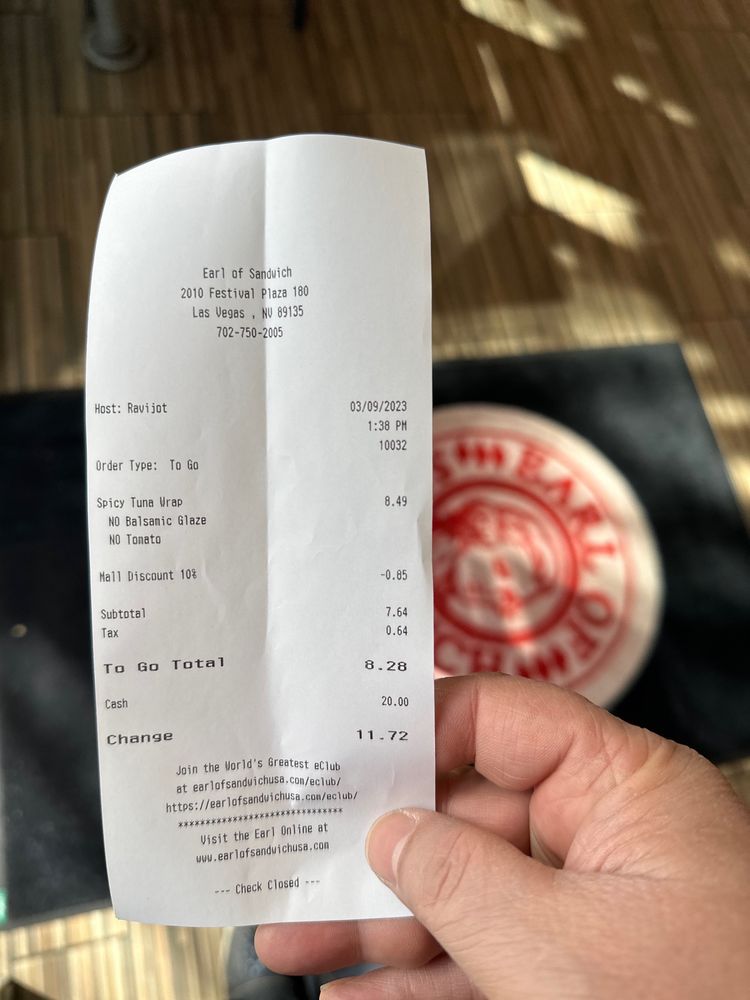 Earl of Sandwich
2010 Festival Plaza 180
Las Vegas , NV 89135
702-750-2005
Host: Ravijot 03/09/2023
1:38 PM
10032
Order Type: To Go
Spicy Tuna Wrap 8.49
NO Balsamic Glaze
NO Tomato
Mall Discount 10% -0.85
Subtotal 7.64
Tax 0.64
To Go Total 8.28
Cash 20.00
Change 11.72
Join the World's Greatest eClub
at earlofsandwichusa.com/eclub/
https://earlofsandwichusa.com/eclub/
******************************
Visit the Earl Online at
www.earlofsandwichusa.com
--- Check Closed ---
EARL OF